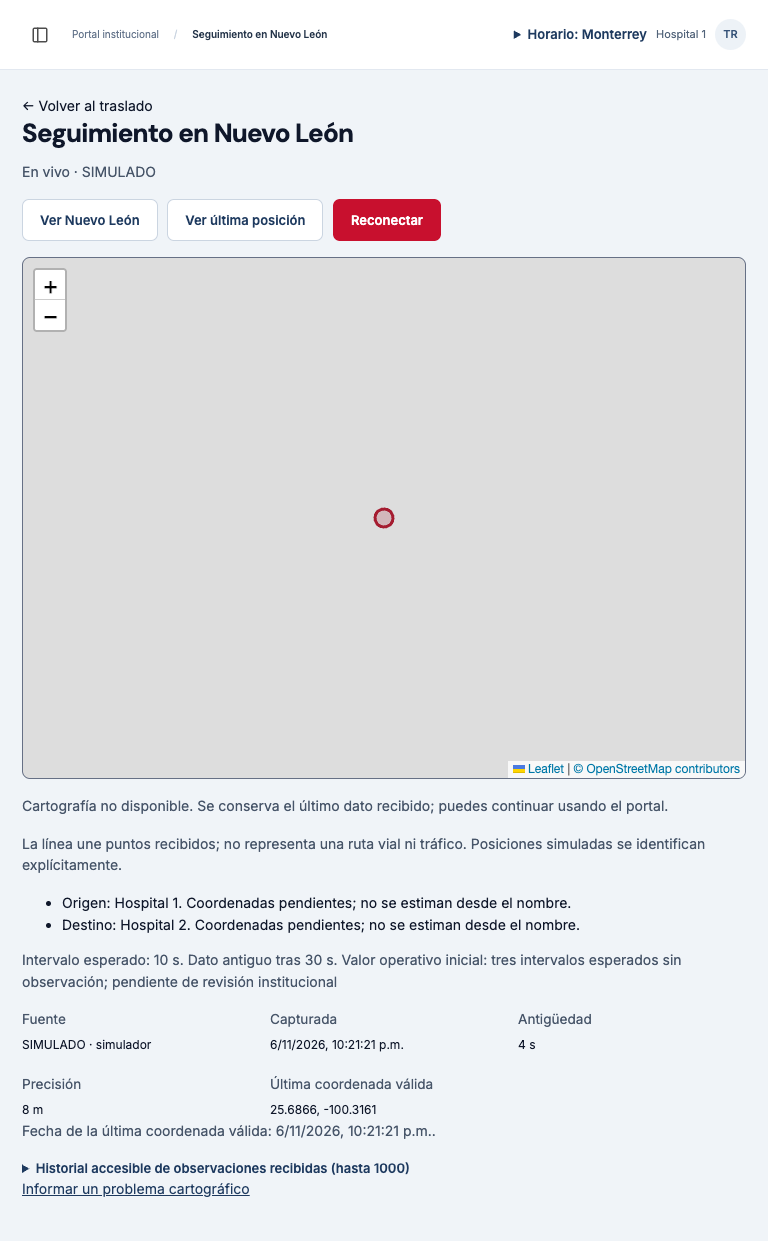 Portal institucional / Seguimiento en Nuevo León
▶ Horario: Monterrey Hospital 1 TR
← Volver al traslado
Seguimiento en Nuevo León
En vivo · SIMULADO
Ver Nuevo León Ver última posición Reconectar
+
−
Leaflet | © OpenStreetMap contributors
Cartografía no disponible. Se conserva el último dato recibido; puedes continuar usando el portal.
La línea une puntos recibidos; no representa una ruta vial ni tráfico. Posiciones simuladas se identifican
explícitamente.
• Origen: Hospital 1. Coordenadas pendientes; no se estiman desde el nombre.
• Destino: Hospital 2. Coordenadas pendientes; no se estiman desde el nombre.
Intervalo esperado: 10 s. Dato antiguo tras 30 s. Valor operativo inicial: tres intervalos esperados sin
observación; pendiente de revisión institucional
Fuente Capturada Antigüedad
SIMULADO · simulador 6/11/2026, 10:21:21 p.m. 4 s
Precisión Última coordenada válida
8 m 25.6866, -100.3161
Fecha de la última coordenada válida: 6/11/2026, 10:21:21 p.m..
▶ Historial accesible de observaciones recibidas (hasta 1000)
Informar un problema cartográfico